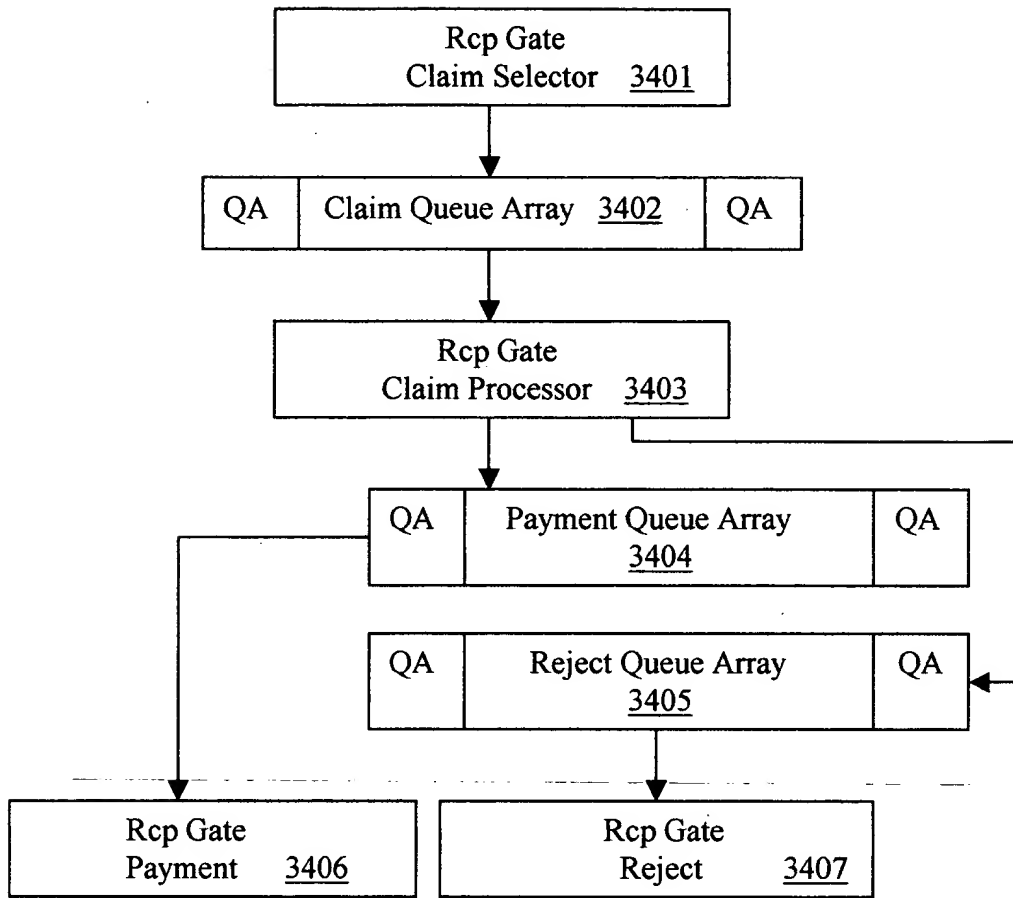 Rcp Gate
Claim Selector 3401
QA Claim Queue Array 3402 QA
Rcp Gate
Claim Processor 3403
QA Payment Queue Array QA
3404
QA Reject Queue Array QA
3405
Rcp Gate
Payment 3406
Rcp Gate
Reject 3407